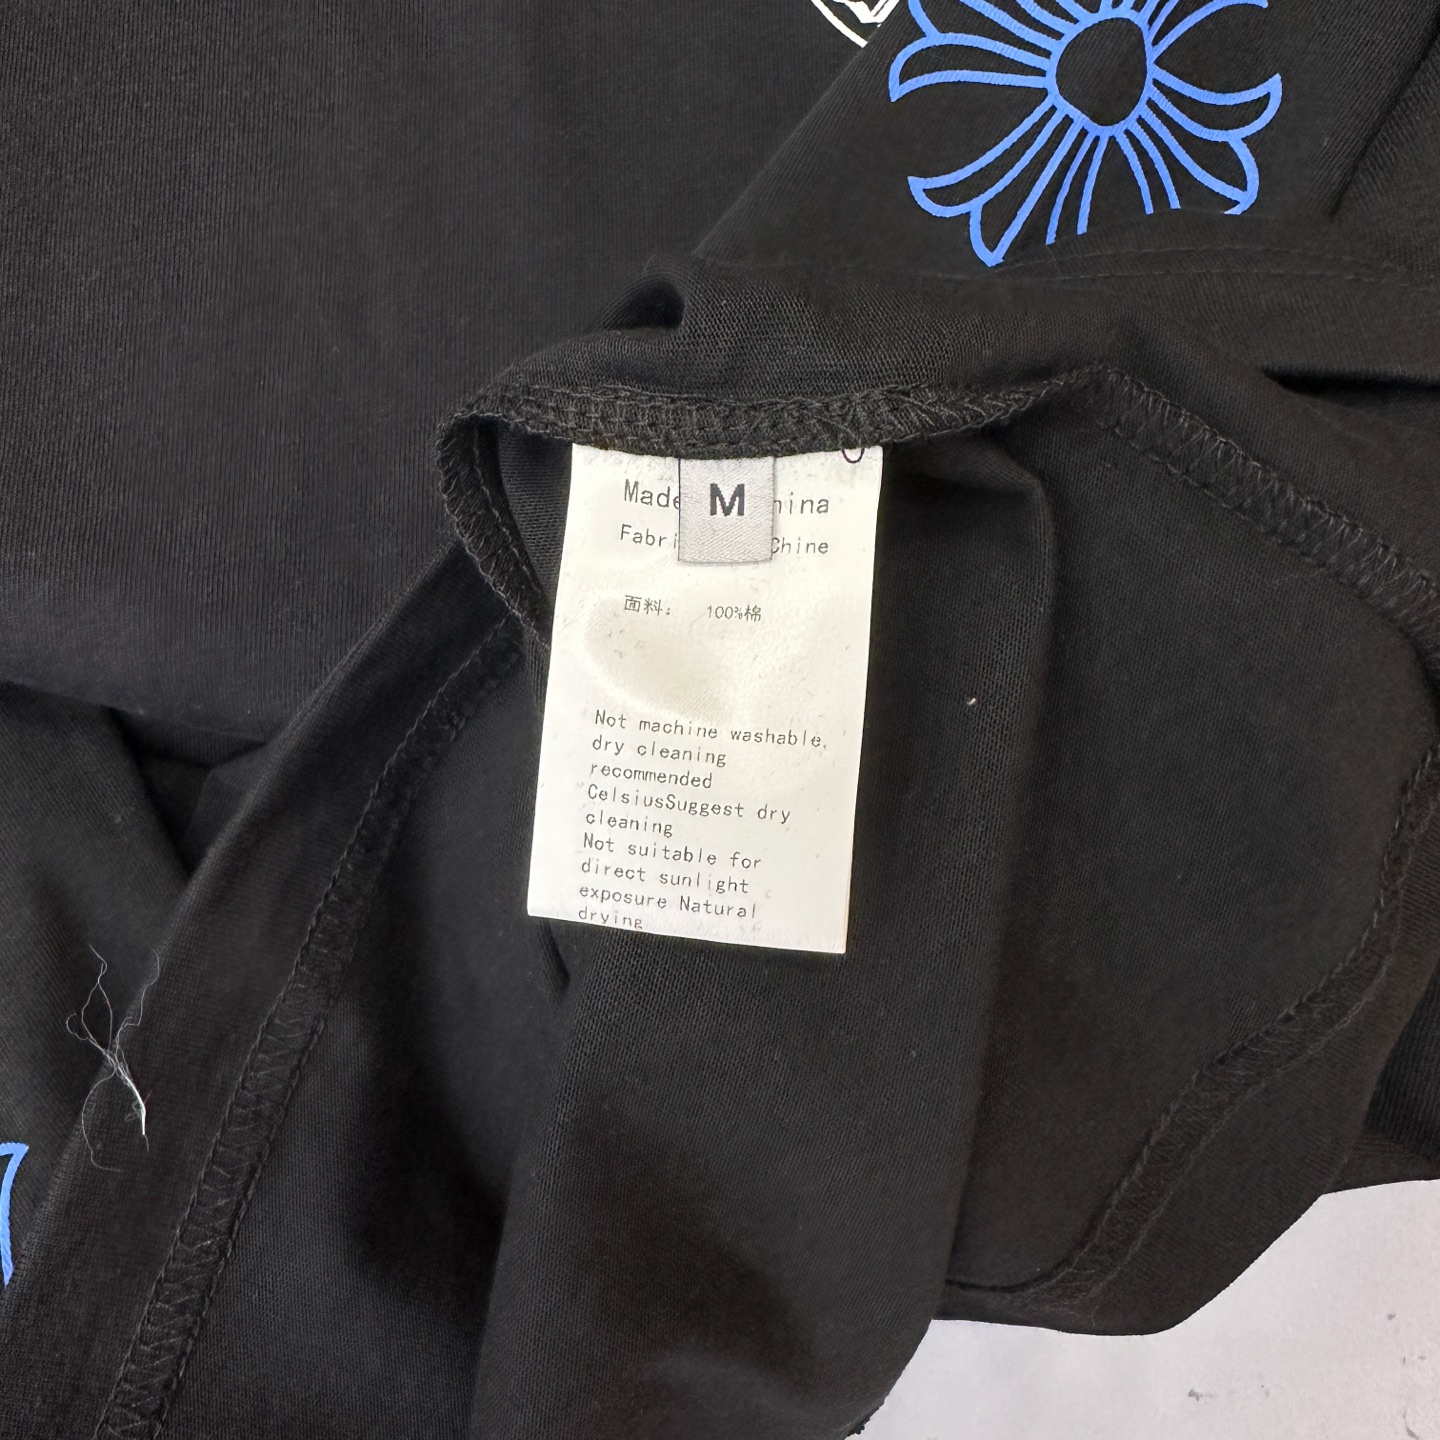 M
Made hina
Fabri Chine
面料: 100%棉
Not machine washable,
dry cleaning
recommended
CelsiusSuggest dry
cleaning
Not suitable for
direct sunlight
exposure Natural
drying